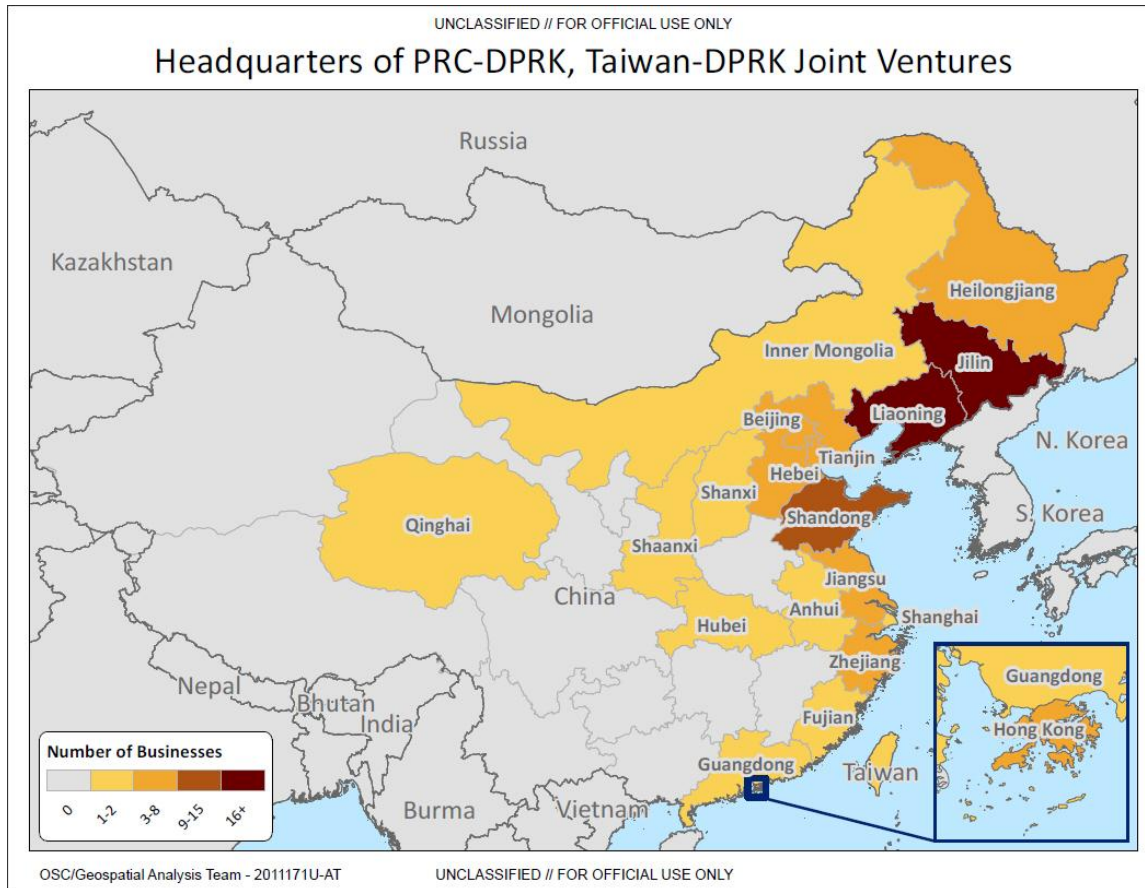 UNCLASSIFIED // FOR OFFICIAL USE ONLY
Headquarters of PRC-DPRK, Taiwan-DPRK Joint Ventures
Russia
Kazakhstan
Mongolia
Heilongjiang
Inner Mongolia
Jilin
Beijing
Liaoning
N. Korea
Tianjin
Hebei
Shanxi
Shandong
S. Korea
Qinghai
Shaanxi
China
Jiangsu
Anhui
Shanghai
Hubei
Zhejiang
Nepal
Bhutan
India
Fujian
Guangdong
Taiwan
Burma
Vietnam
Guangdong
Hong Kong
Number of Businesses
0
1-2
3-8
9-15
16+
OSC/Geospatial Analysis Team - 2011171U-AT
UNCLASSIFIED // FOR OFFICIAL USE ONLY